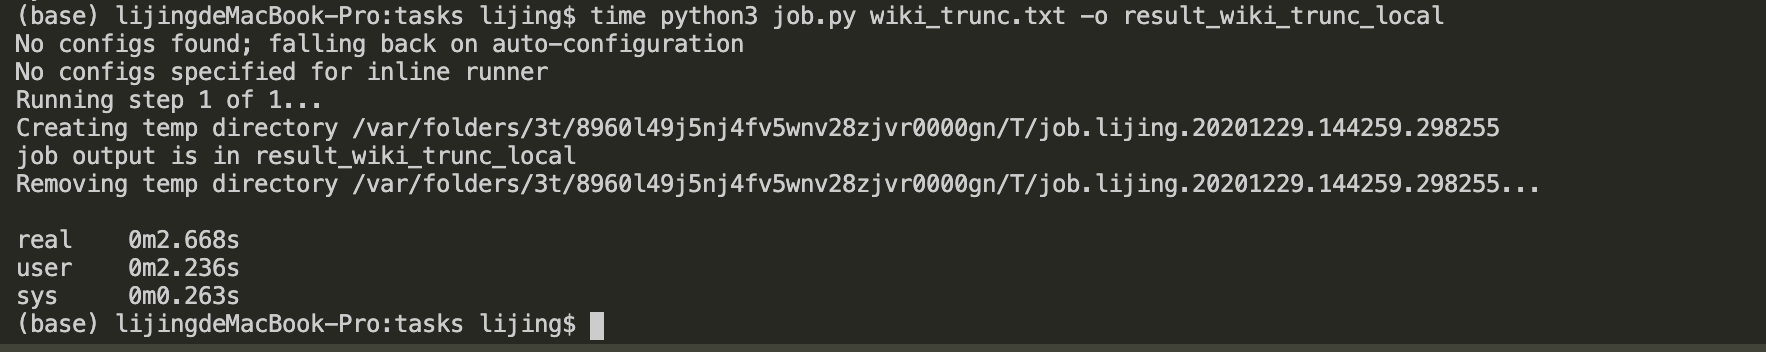 (base) lijingdeMacBook-Pro:tasks lijing$ time python3 job.py wiki_trunc.txt -o result_wiki_trunc_local
No configs found; falling back on auto-configuration
No configs specified for inline runner
Running step 1 of 1...
Creating temp directory /var/folders/3t/8960l49j5nj4fv5wnv28zjvr0000gn/T/job.lijing.20201229.144259.298255
job output is in result_wiki_trunc_local
Removing temp directory /var/folders/3t/8960l49j5nj4fv5wnv28zjvr0000gn/T/job.lijing.20201229.144259.298255...
real 0m2.668s
user 0m2.236s
sys 0m0.263s
(base) lijingdeMacBook-Pro:tasks lijing$